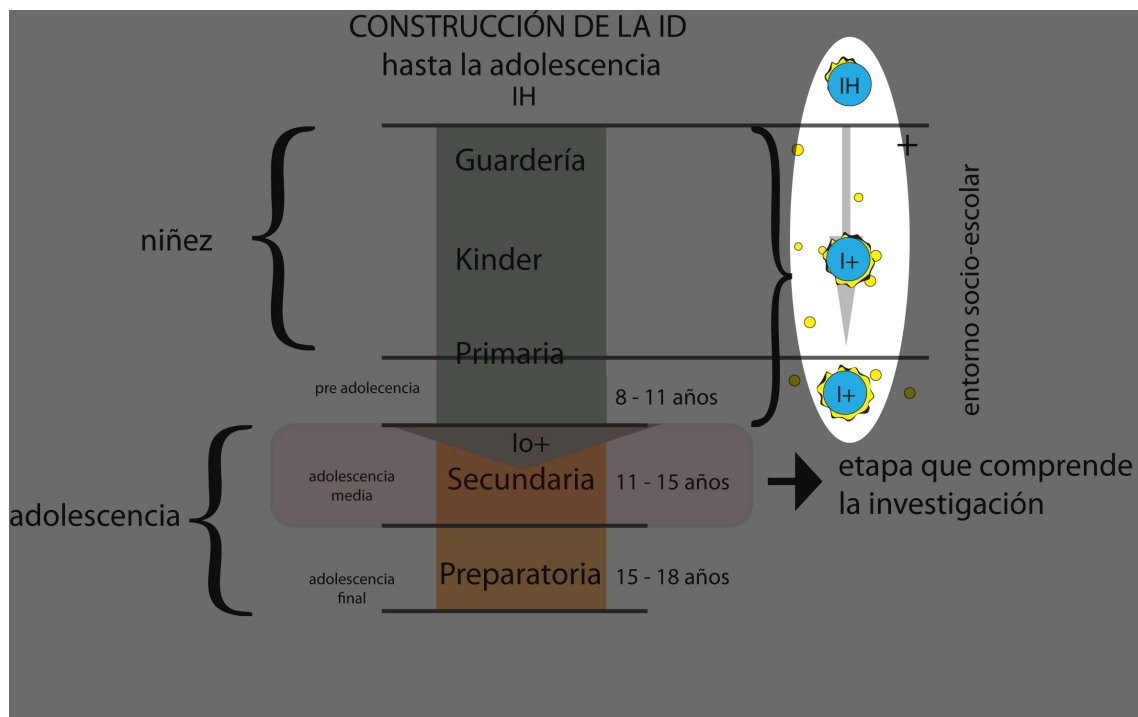 CONSTRUCCIÓN DE LA ID
hasta la adolescencia
IH
IH
+
Guardería
niñez
Kinder
I+
entorno socio-escolar
Primaria
pre adolecencia
8 - 11 años
I+
Io+
adolescencia
media
Secundaria
11 - 15 años
etapa que comprende
la investigación
adolescencia
adolescencia
final
Preparatoria
15 - 18 años